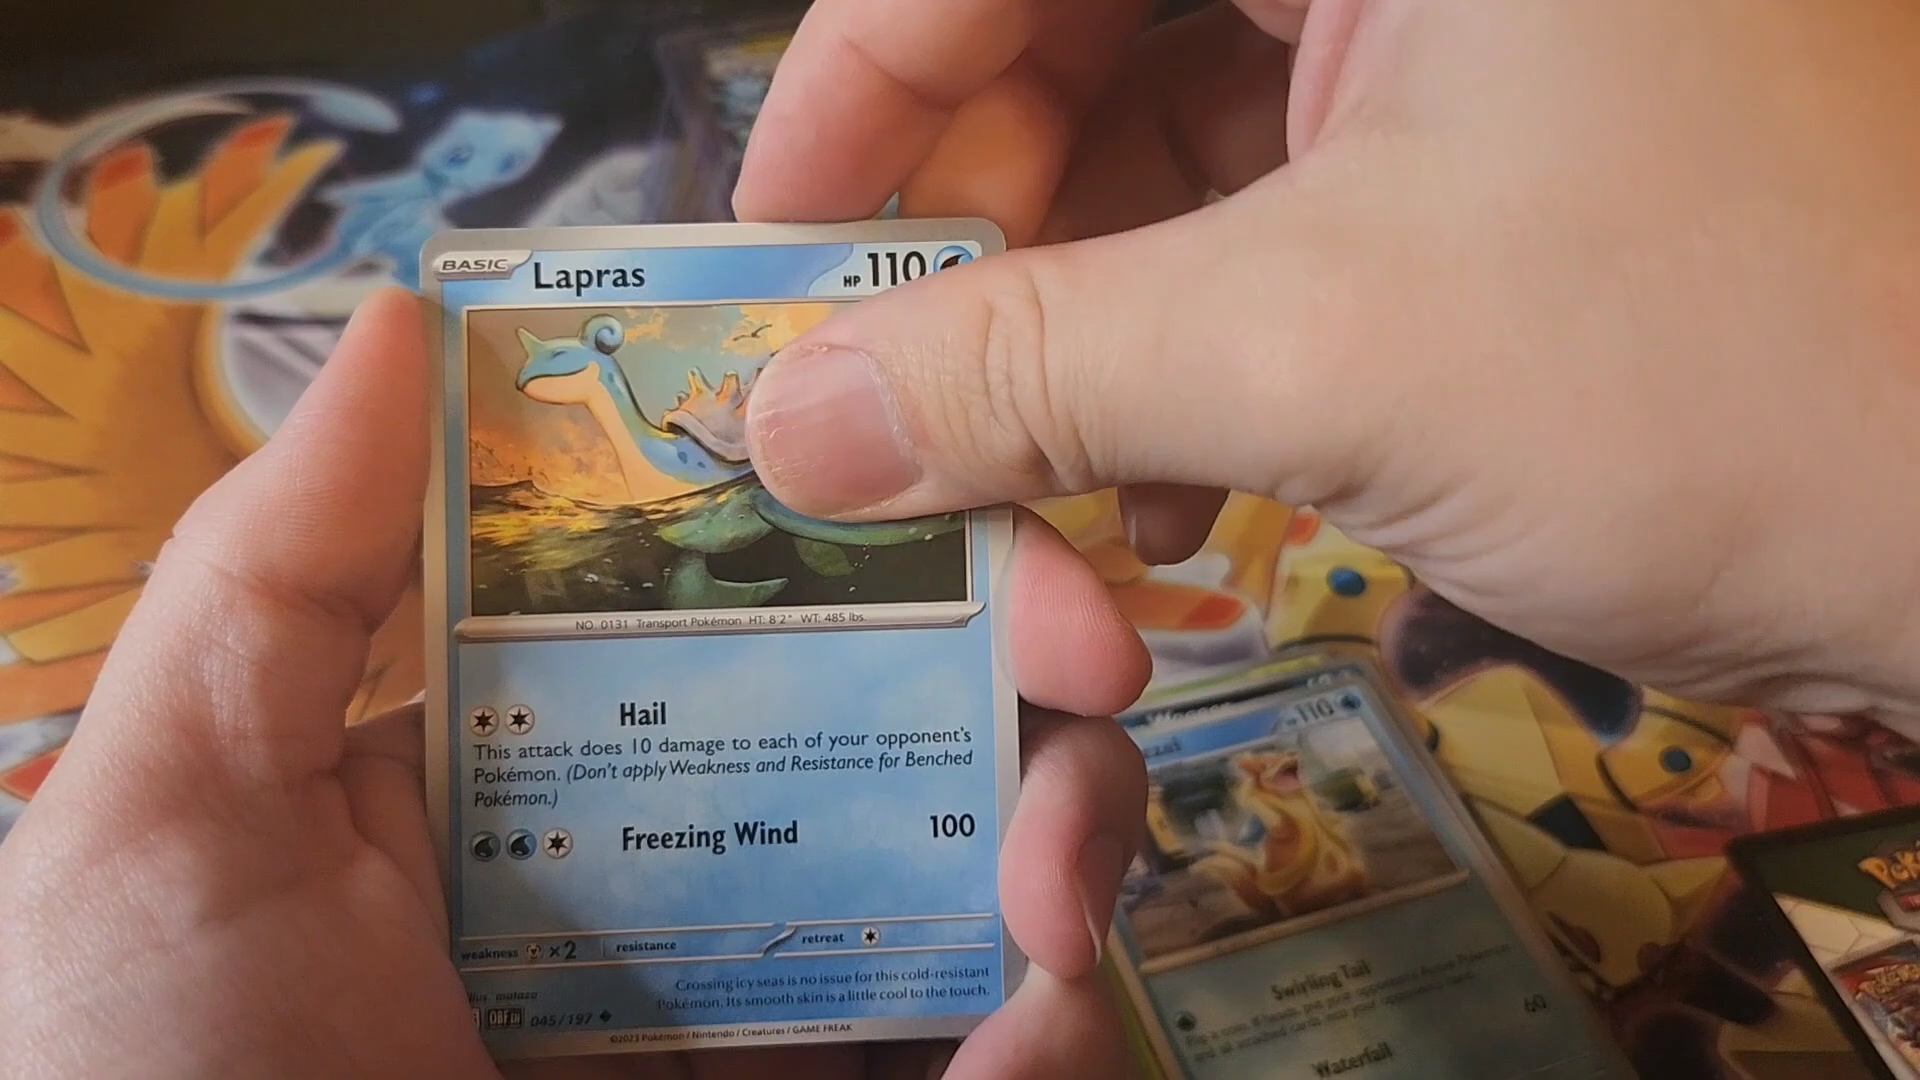 BASIC Lapras HP 110
NO. 0131 Transport Pokémon HT: 8'2" WT: 485 lbs.
Hail
This attack does 10 damage to each of your opponent's
Pokémon. (Don't apply Weakness and Resistance for Benched
Pokémon.)
Freezing Wind 100
weakness ×2 resistance retreat
Crossing icy seas is no issue for this cold-resistant
Pokémon. Its smooth skin is a little cool to the touch.
Illus. matazo
OBF EN 045/197
©2023 Pokémon / Nintendo / Creatures / GAME FREAK
110
Swirling Tail
60
Waterfall